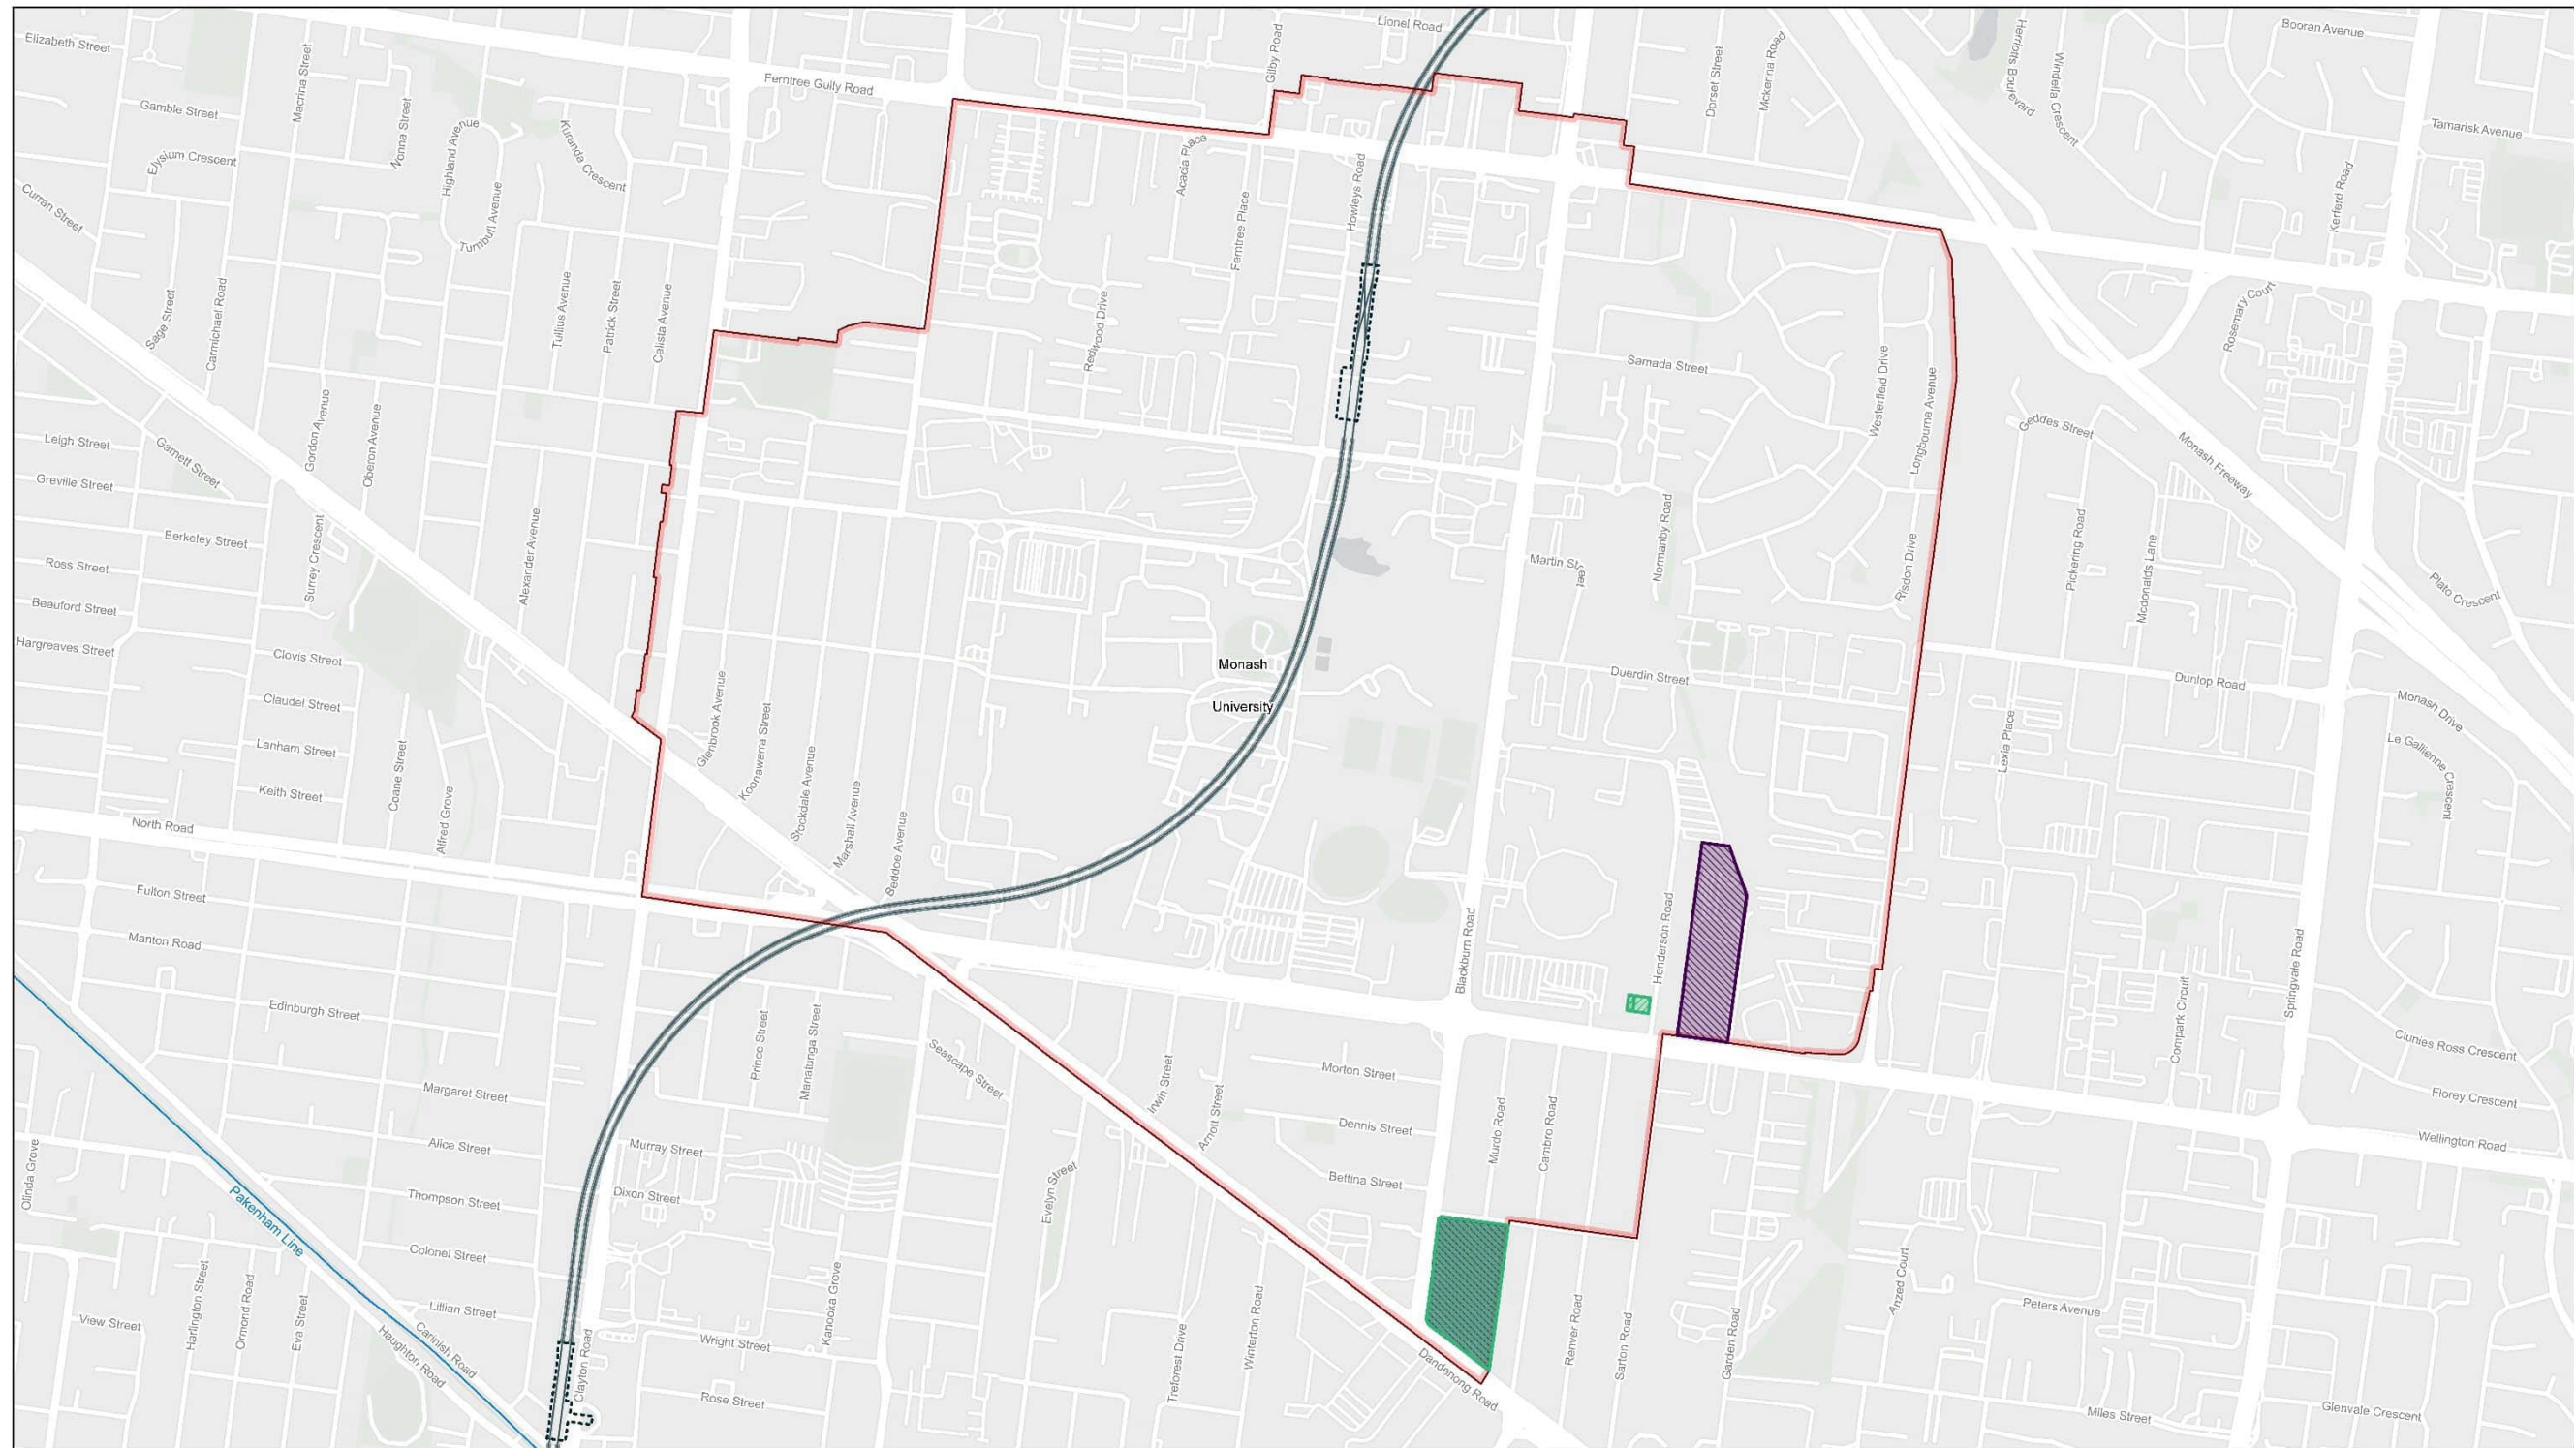 Lionel Road
Booran Avenue
Elizabeth Street
Macrina Street
Gilby Road
Dorset Street
Mckenna Road
Herriotts Boulevard
Windella Crescent
Ferntree Gully Road
Gamble Street
Nonna Street
Highland Avenue
Kuranda Crescent
Tamarisk Avenue
Elysium Crescent
Acacia Place
Howleys Road
Kerferd Road
Curran Street
Turnbull Avenue
Ferntree Place
Sage Street
Carmichael Road
Tullius Avenue
Patrick Street
Calista Avenue
Redwood Drive
Rosemary Court
Samada Street
Westerfield Drive
Longbourne Avenue
Geddes Street
Monash Freeway
Leigh Street
Garnett Street
Gordon Avenue
Oberon Avenue
Greville Street
Berkeley Street
Surrey Crescent
Alexander Avenue
Normanby Road
Martin Street
Pickering Road
Mcdonalds Lane
Plato Crescent
Risdon Drive
Ross Street
Beauford Street
Hargreaves Street
Clovis Street
Monash
University
Duerdin Street
Dunlop Road
Monash Drive
Claudel Street
Glenbrook Avenue
Koonawarra Street
Stockdale Avenue
Marshall Avenue
Beddoe Avenue
Lexia Place
Le Gallienne Crescent
Lanham Street
Coane Street
Keith Street
Alfred Grove
North Road
Fulton Street
Blackburn Road
Henderson Road
Springvale Road
Manton Road
Edinburgh Street
Prince Street
Manatunga Street
Seascape Street
Irwin Street
Arnott Street
Morton Street
Compark Circuit
Clunies Ross Crescent
Margaret Street
Dennis Street
Murdo Road
Cambro Road
Florey Crescent
Wellington Road
Alice Street
Murray Street
Olinda Grove
Pakenham Line
Thompson Street
Dixon Street
Evelyn Street
Bettina Street
Colonel Street
Harlington Street
Ormond Road
Eva Street
Kanooka Grove
Winterton Road
Anzed Court
Peters Avenue
Lillian Street
View Street
Carinish Road
Haughton Road
Clayton Road
Wright Street
Treforest Drive
Dandenong Road
Renver Road
Sarton Road
Garden Road
Rose Street
Miles Street
Glenvale Crescent